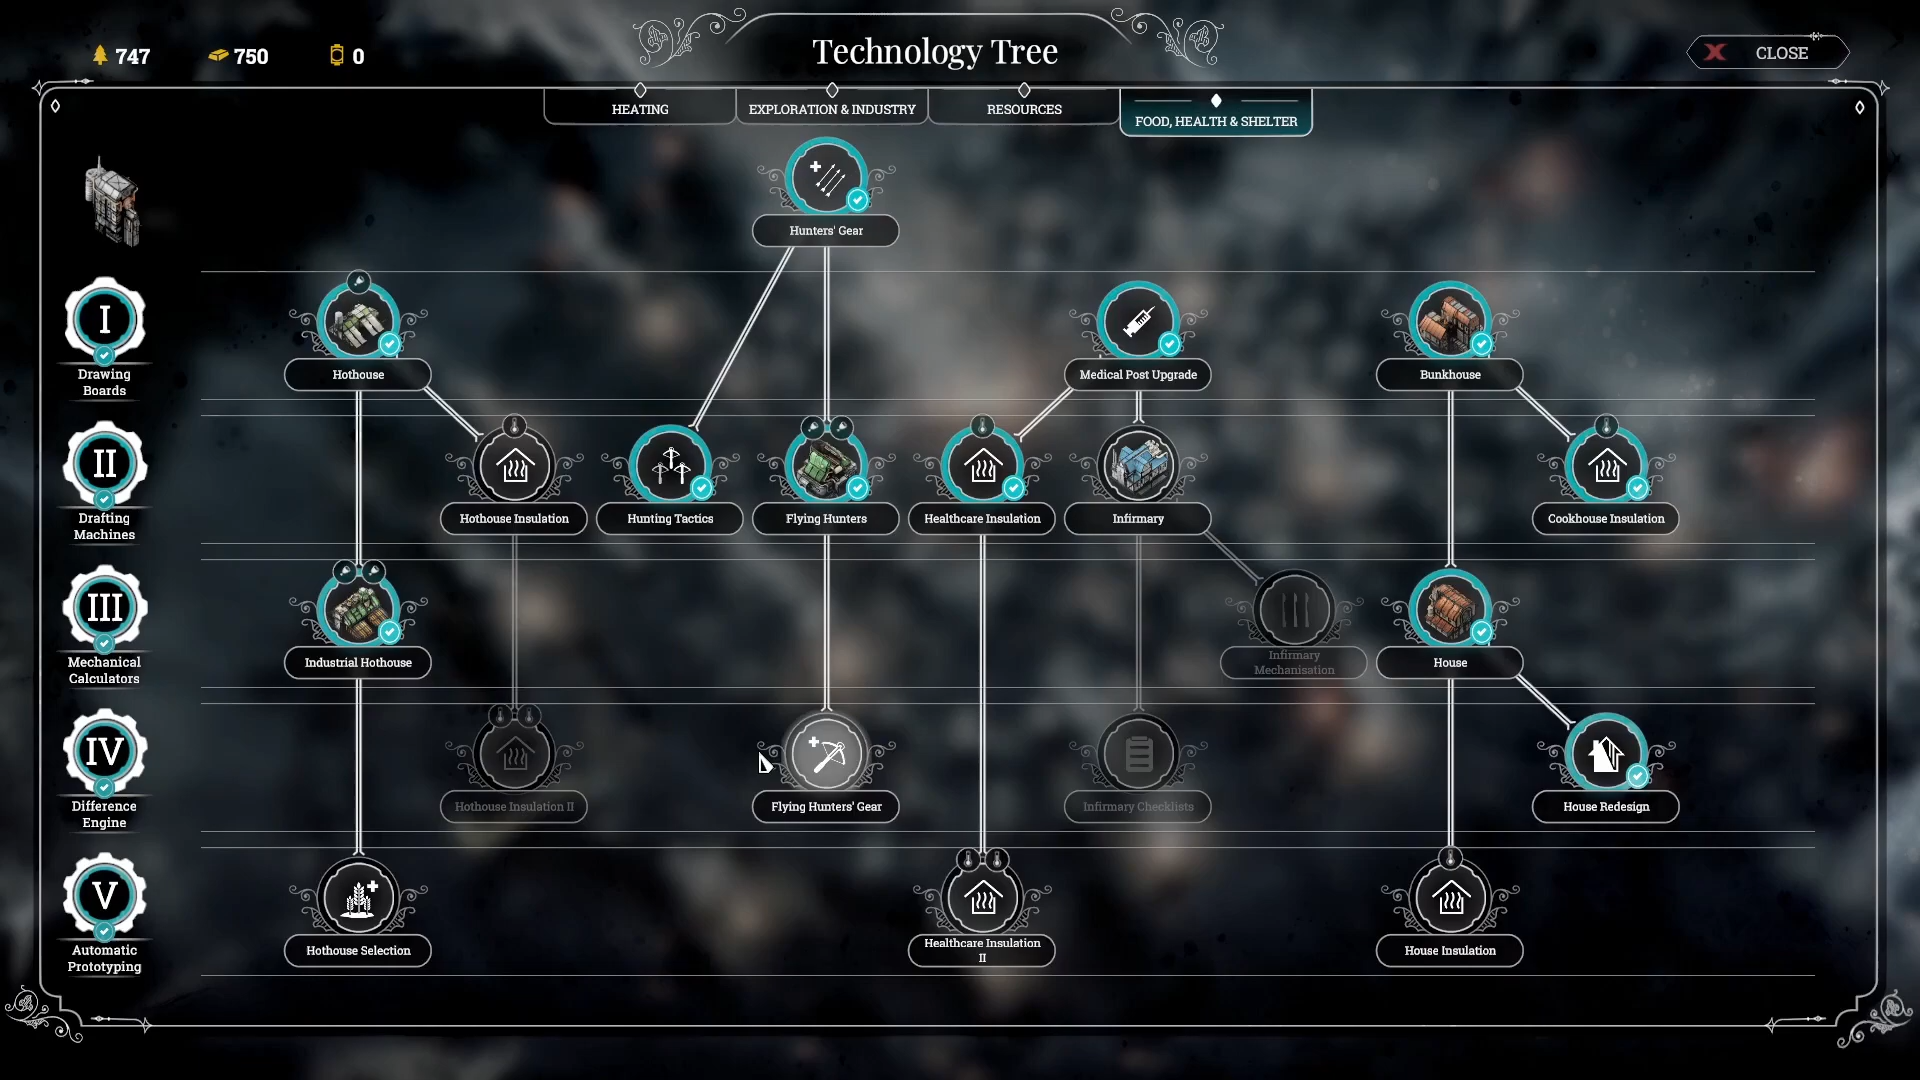 747
750
0
Technology Tree
CLOSE
HEATING
EXPLORATION & INDUSTRY
RESOURCES
FOOD, HEALTH & SHELTER
Hunters' Gear
I
Drawing
Boards
Hothouse
Medical Post Upgrade
Bunkhouse
II
Drafting
Machines
Hothouse Insulation
Hunting Tactics
Flying Hunters
Healthcare Insulation
Infirmary
Cookhouse Insulation
III
Mechanical
Calculators
Industrial Hothouse
Infirmary
Mechanisation
House
IV
Difference
Engine
Hothouse Insulation II
Flying Hunters' Gear
Infirmary Checklists
House Redesign
V
Automatic
Prototyping
Hothouse Selection
Healthcare Insulation
II
House Insulation